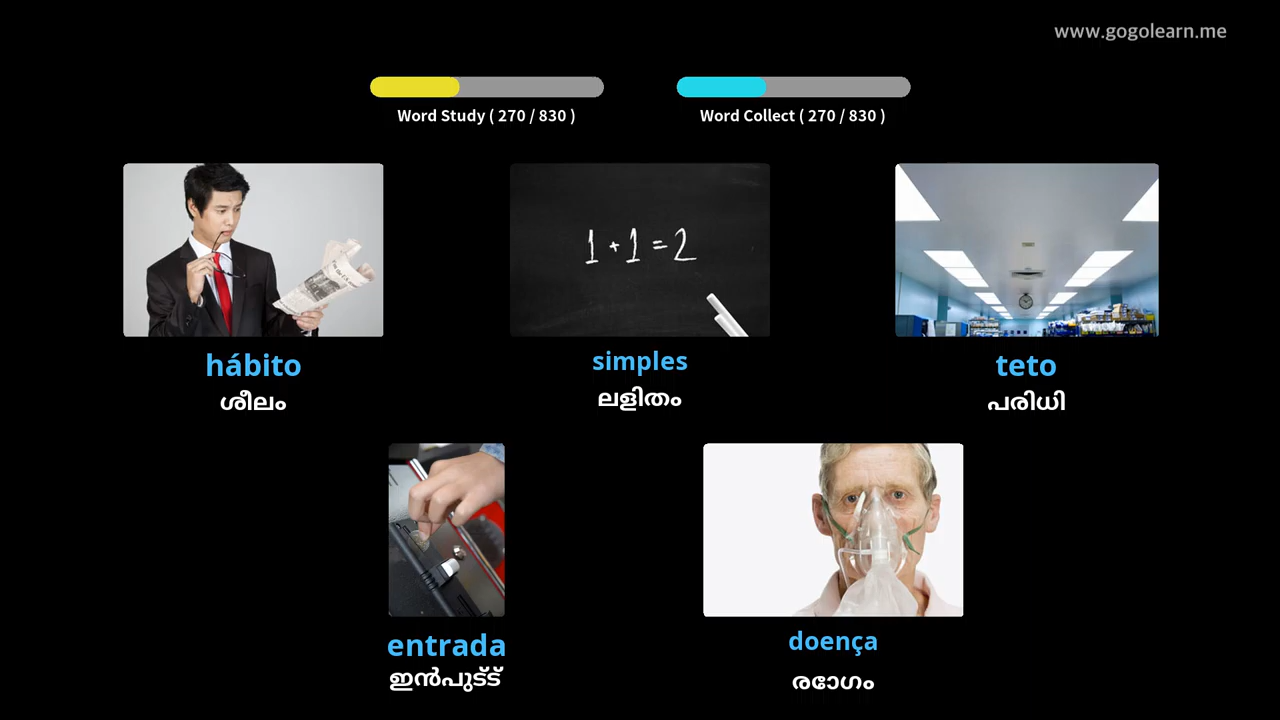 www.gogolearn.me
Word Study ( 270 / 830 )
Word Collect ( 270 / 830 )
1 + 1 = 2
hábito
ശീലം
simples
ലളിതം
teto
പരിധി
entrada
ഇൻപുട്ട്
doença
രോഗം